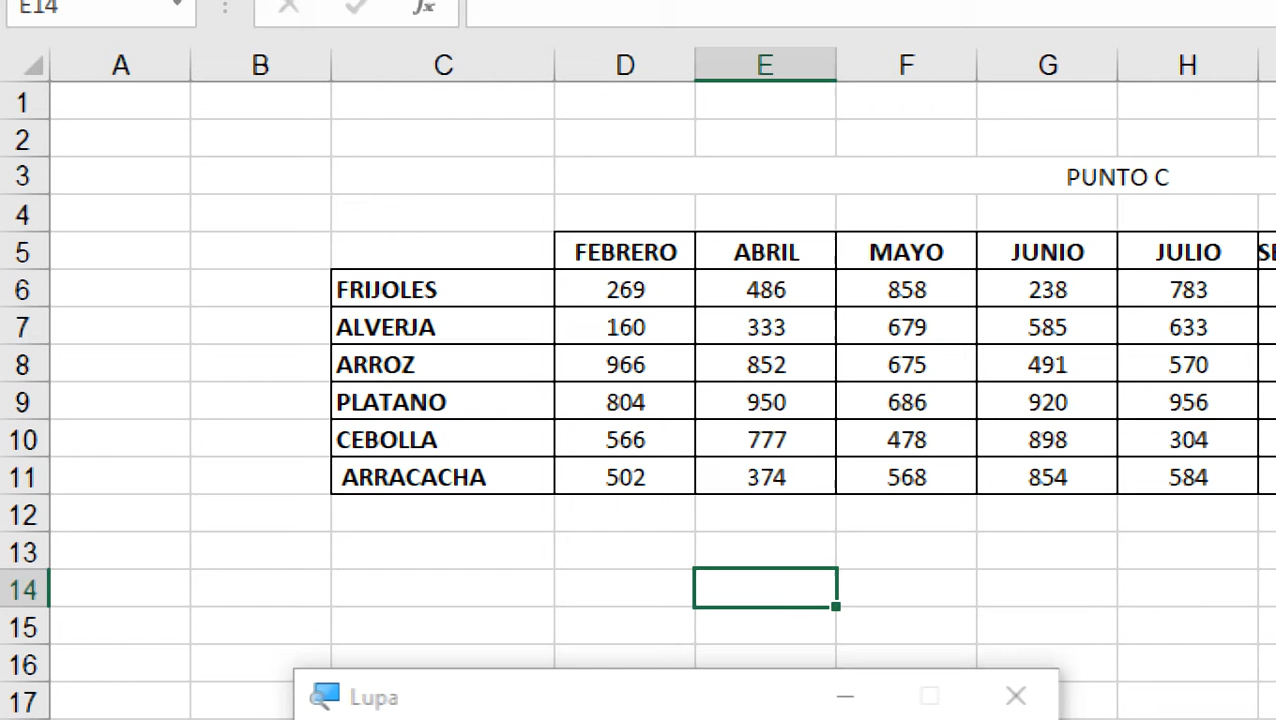 E14 fx
A B C D E F G H
1
2
3 PUNTO C
4
5 FEBRERO ABRIL MAYO JUNIO JULIO SE
6 FRIJOLES 269 486 858 238 783
7 ALVERJA 160 333 679 585 633
8 ARROZ 966 852 675 491 570
9 PLATANO 804 950 686 920 956
10 CEBOLLA 566 777 478 898 304
11 ARRACACHA 502 374 568 854 584
12
13
14
15
16
17 Lupa